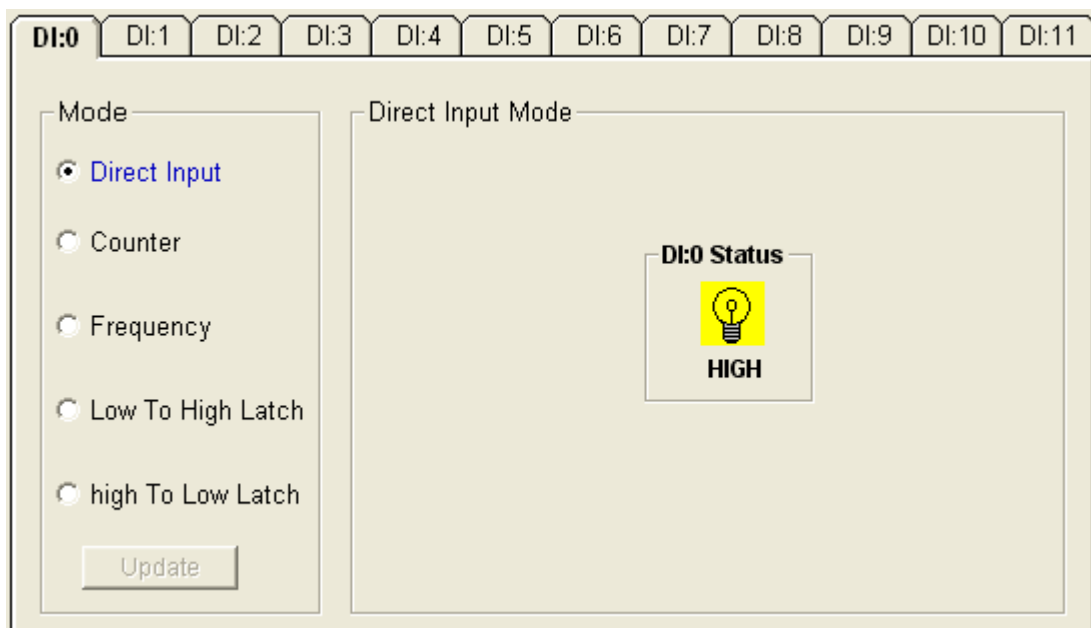 DI:0 DI:1 DI:2 DI:3 DI:4 DI:5 DI:6 DI:7 DI:8 DI:9 DI:10 DI:11
Mode
Direct Input
Counter
Frequency
Low To High Latch
high To Low Latch
Update
Direct Input Mode
DI:0 Status
HIGH